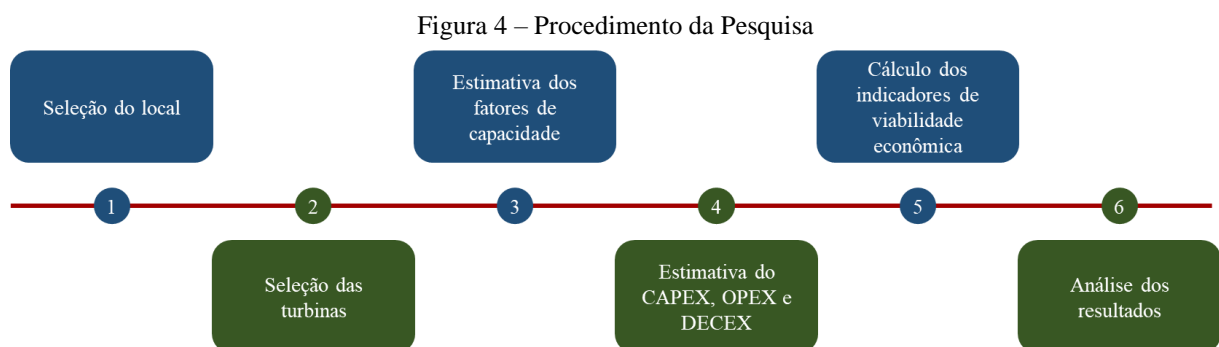 Figura 4 – Procedimento da Pesquisa
Seleção do local
Estimativa dos
fatores de
capacidade
Cálculo dos
indicadores de
viabilidade
econômica
1
2
3
4
5
6
Seleção das
turbinas
Estimativa do
CAPEX, OPEX e
DECEX
Análise dos
resultados